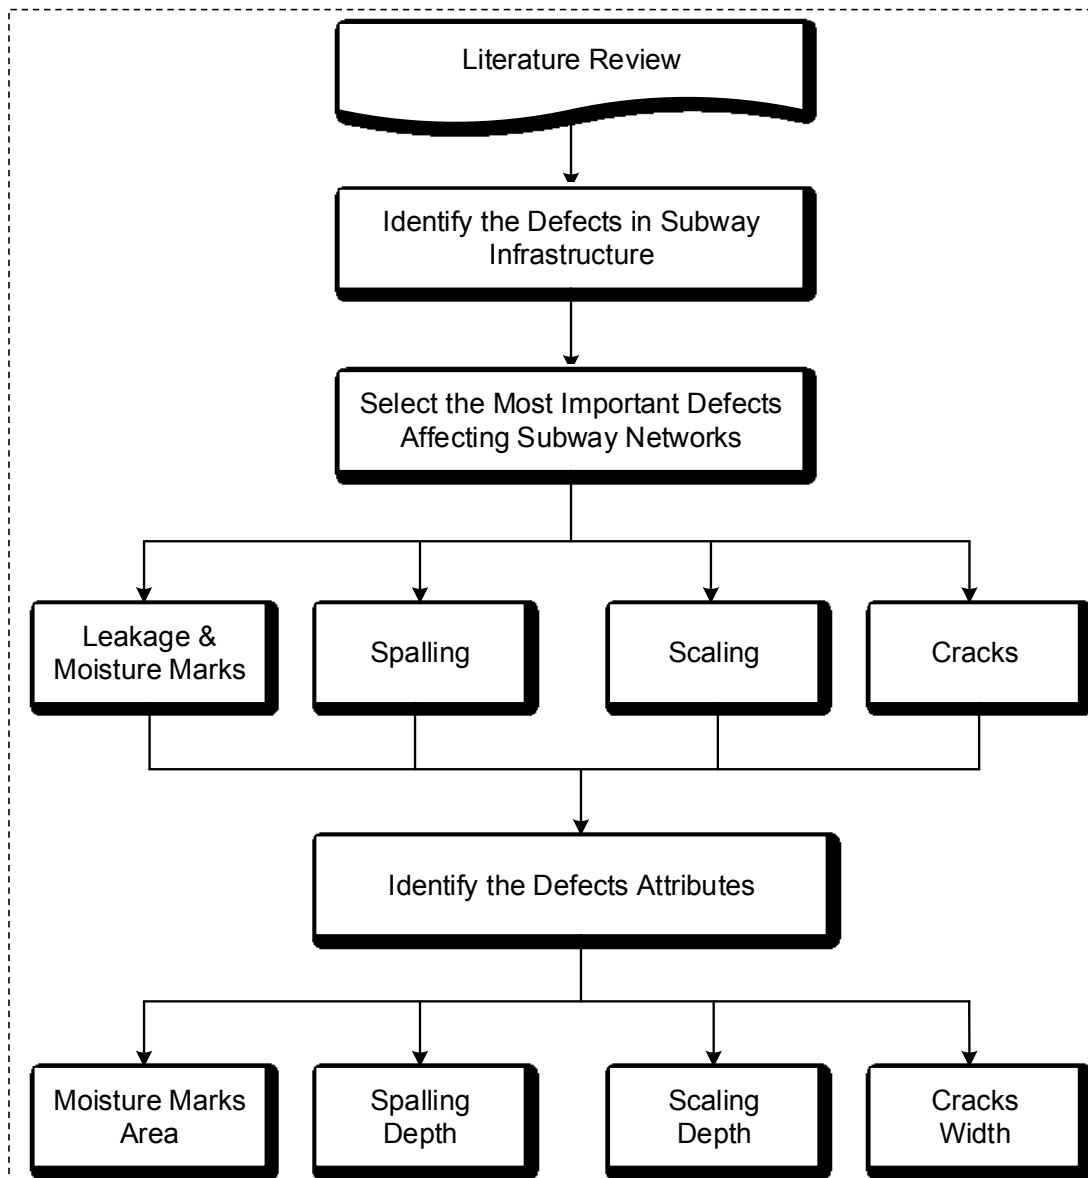 Literature Review
Identify the Defects in Subway
Infrastructure
Select the Most Important Defects
Affecting Subway Networks
Leakage &
Moisture Marks
Spalling
Scaling
Cracks
Identify the Defects Attributes
Moisture Marks
Area
Spalling
Depth
Scaling
Depth
Cracks
Width